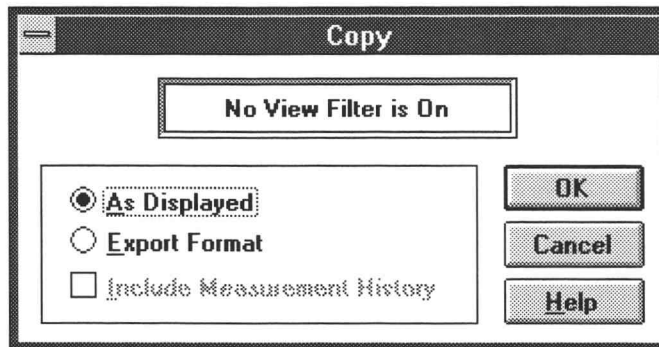 Copy
No View Filter is On
As Displayed
Export Format
Include Measurement History
OK
Cancel
Help